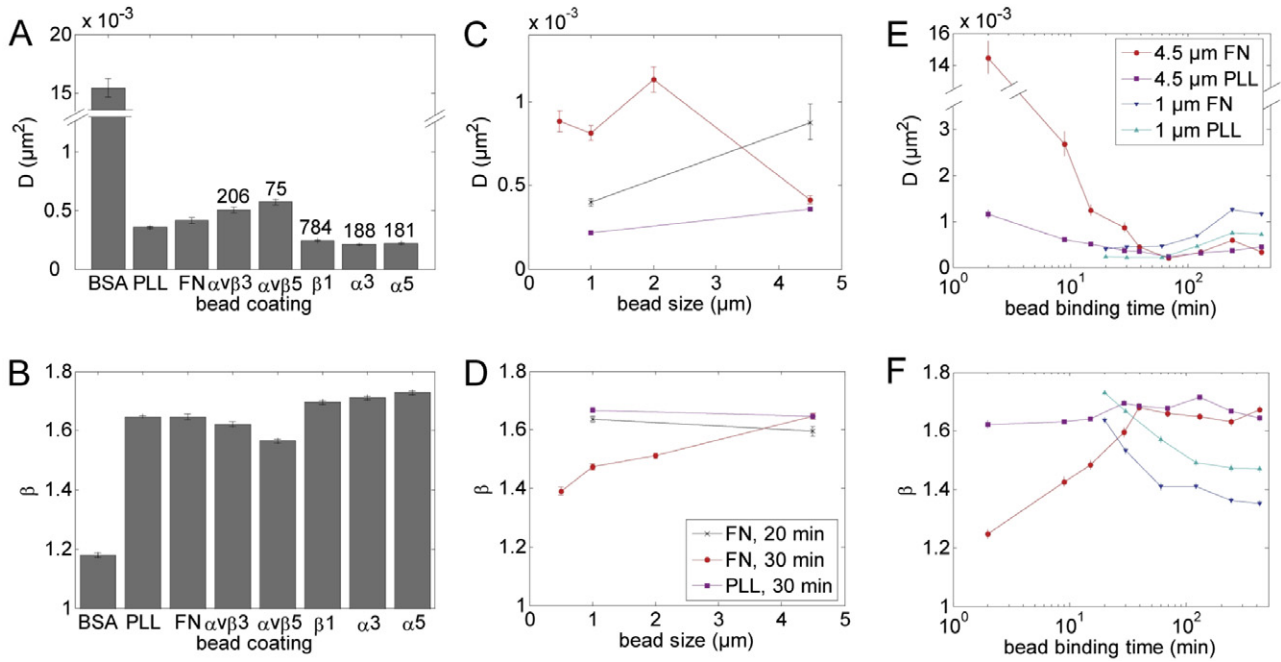 A
x 10⁻³
20
15
1
0.5
0
D (µm²)
206
75
784
188
181
BSA PLL FN αvβ3 αvβ5 β1 α3 α5
bead coating
C
x 10⁻³
1
0.5
0
D (µm²)
0 1 2 3 4 5
bead size (µm)
E
x 10⁻³
16
14
3
2
1
0
D (µm²)
4.5 µm FN
4.5 µm PLL
1 µm FN
1 µm PLL
10⁰ 10¹ 10² 10²
bead binding time (min)
B
1.8
1.6
1.4
1.2
1
β
BSA PLL FN αvβ3 αvβ5 β1 α3 α5
bead coating
D
1.8
1.6
1.4
1.2
1
β
FN, 20 min
FN, 30 min
PLL, 30 min
0 1 2 3 4 5
bead size (µm)
F
1.8
1.6
1.4
1.2
1
β
10⁰ 10¹ 10²
bead binding time (min)